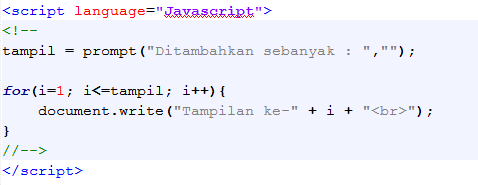 <script language="Javascript">
<!--
tampil = prompt("Ditambahkan sebanyak : ","");
for(i=1; i<=tampil; i++){
document.write("Tampilan ke-" + i + "<br>");
}
//-->
</script>